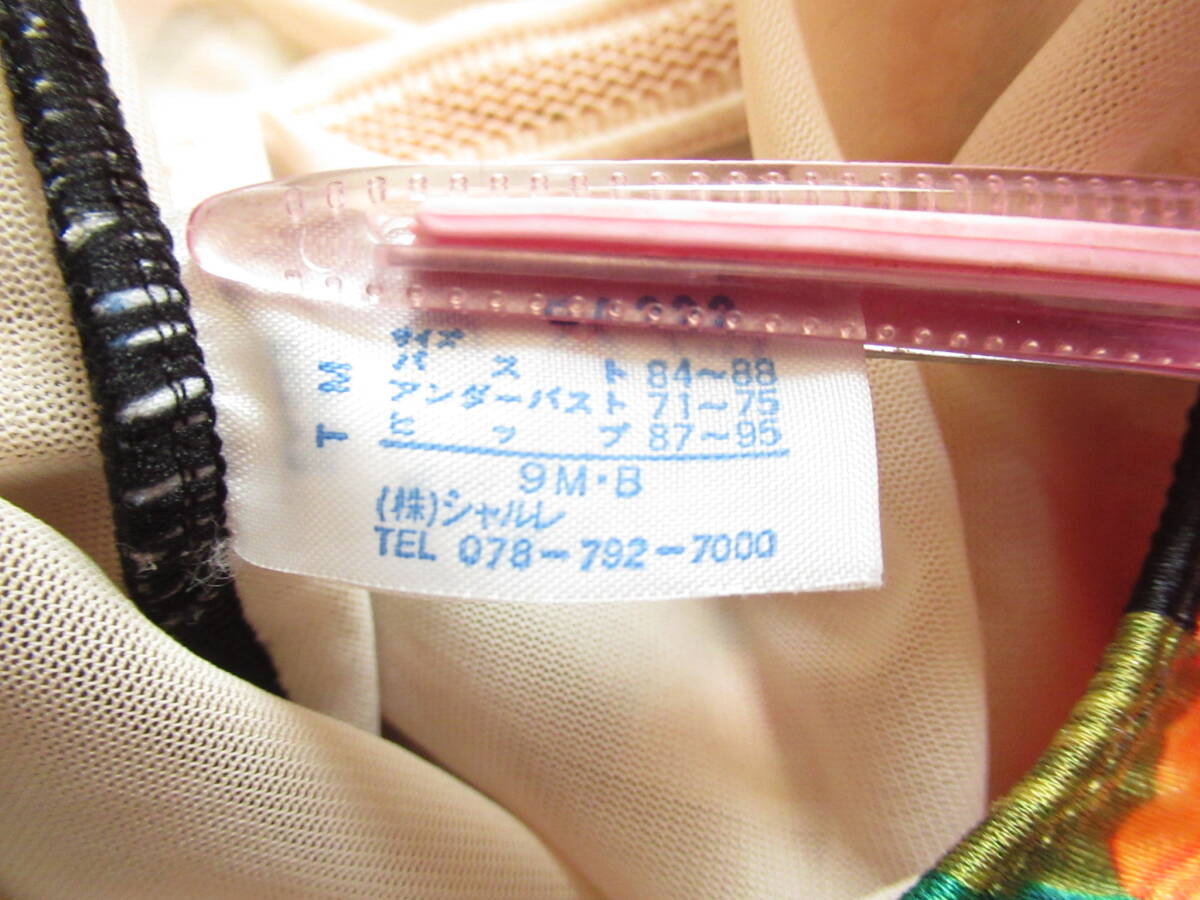 サイズ
バスト 84～88
アンダーバスト 71～75
ヒップ 87～95
9M・B
(株)シャルレ
TEL 078-792-7000
TM